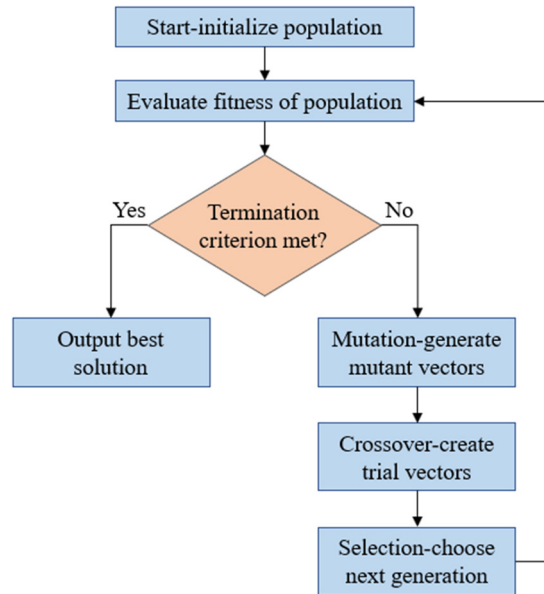 Start-initialize population
Evaluate fitness of population
Yes
Termination
criterion met?
No
Output best
solution
Mutation-generate
mutant vectors
Crossover-create
trial vectors
Selection-choose
next generation